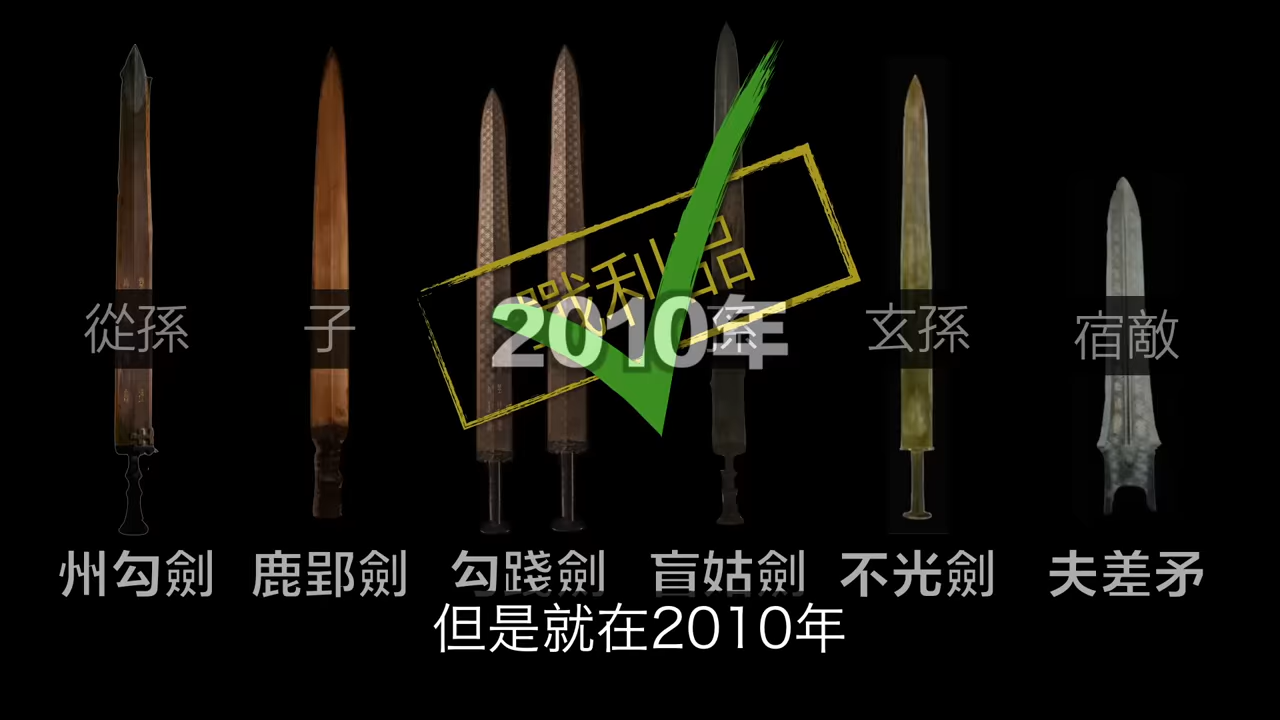 戰利品
從孫
子
孫
玄孫
宿敵
2010年
州勾劍
鹿郢劍
勾踐劍
盲姑劍
不光劍
夫差矛
但是就在2010年